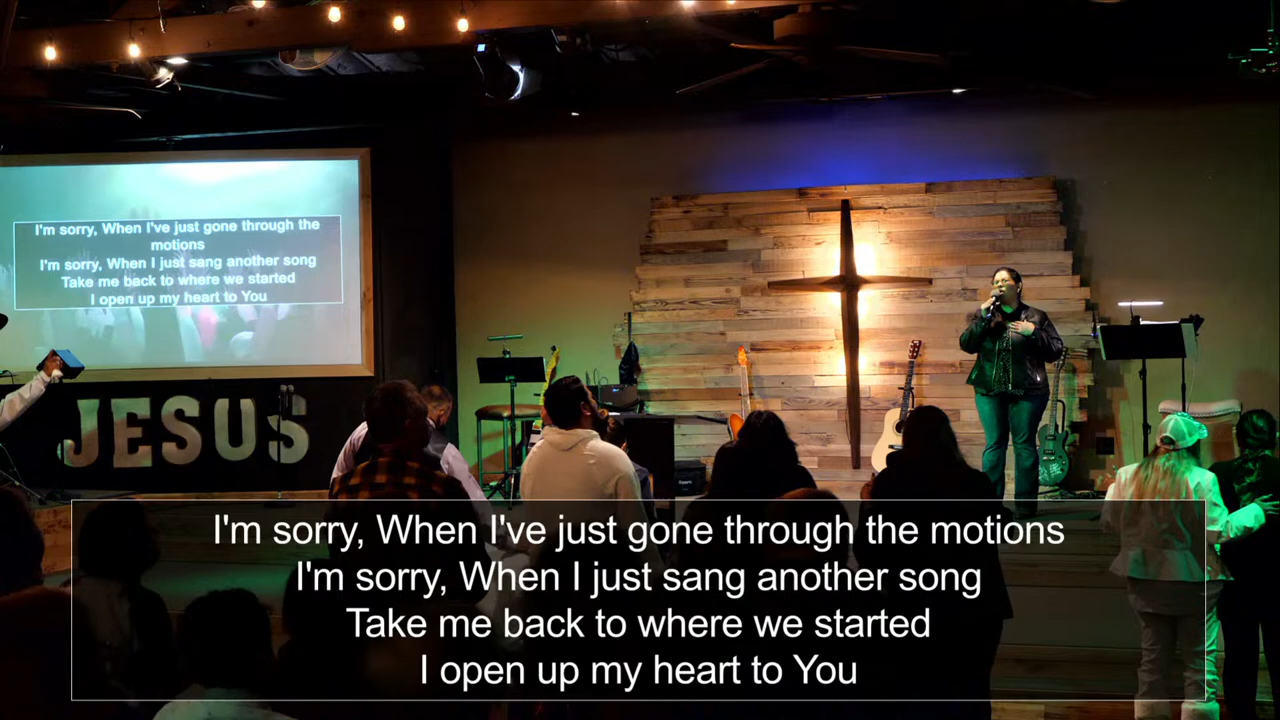 I'm sorry, When I've just gone through the
motions
I'm sorry, When I just sang another song
Take me back to where we started
I open up my heart to You
JESUS
I'm sorry, When I've just gone through the motions
I'm sorry, When I just sang another song
Take me back to where we started
I open up my heart to You